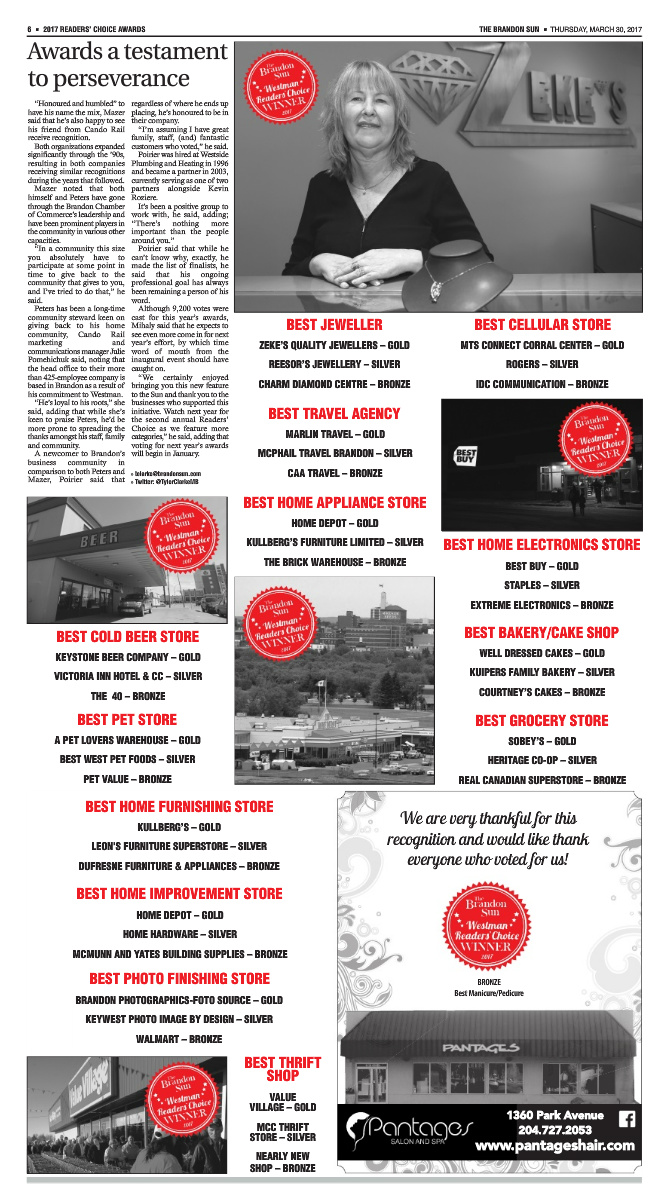 6 ▪ 2017 READERS' CHOICE AWARDS
THE BRANDON SUN ▪ THURSDAY, MARCH 30, 2017
Awards a testament
to perseverance
"Honoured and humbled" to
have his name the mix, Mazer
said that he's also happy to see
his friend from Cando Rail
receive recognition.
Both organizations expanded
significantly through the '90s,
resulting in both companies
receiving similar recognitions
during the years that followed.
Mazer noted that both
himself and Peters have gone
through the Brandon Chamber
of Commerce's leadership and
have been prominent players in
the community in various other
capacities.
"In a community this size
you absolutely have to
participate at some point in
time to give back to the
community that gives to you,
and I've tried to do that," he
said.
Peters has been a long-time
community steward keen on
giving back to his home
community, Cando Rail
marketing and
communications manager Julie
Pomehichuk said, noting that
the head office to their more
than 425-employee company is
based in Brandon as a result of
his commitment to Westman.
"He's loyal to his roots," she
said, adding that while she's
keen to praise Peters, he'd be
more prone to spreading the
thanks amongst his staff, family
and community.
A newcomer to Brandon's
business community in
comparison to both Peters and
Mazer, Poirier said that
regardless of where he ends up
placing, he's honoured to be in
their company.
"I'm assuming I have great
family, staff, (and) fantastic
customers who voted," he said.
Poirier was hired at Westside
Plumbing and Heating in 1996
and became a partner in 2003,
currently serving as one of two
partners alongside Kevin
Roziere.
It's been a positive group to
work with, he said, adding;
"There's nothing more
important than the people
around you."
Poirier said that while he
can't know why, exactly, he
made the list of finalists, he
said that his ongoing
professional goal has always
been remaining a person of his
word.
Although 9,200 votes were
cast for this year's awards,
Mihaly said that he expects to
see even more come in for next
year's effort, by which time
word of mouth from the
inaugural event should have
caught on.
"We certainly enjoyed
bringing you this new feature
to the Sun and thank you to the
businesses who supported this
initiative. Watch next year for
the second annual Readers'
Choice as we feature more
categories," he said, adding that
voting for next year's awards
will begin in January.
» tclarke@brandonsun.com
» Twitter: @TylerClarkeMB
The Brandon Sun
Westman
Readers Choice
WINNER
2017
ZEKE'S
BEST JEWELLER
ZEKE'S QUALITY JEWELLERS – GOLD
REESOR'S JEWELLERY – SILVER
CHARM DIAMOND CENTRE – BRONZE
BEST TRAVEL AGENCY
MARLIN TRAVEL – GOLD
MCPHAIL TRAVEL BRANDON – SILVER
CAA TRAVEL – BRONZE
BEST HOME APPLIANCE STORE
HOME DEPOT – GOLD
KULLBERG'S FURNITURE LIMITED – SILVER
THE BRICK WAREHOUSE – BRONZE
The Brandon Sun
Westman
Readers Choice
WINNER
2017
BEST CELLULAR STORE
MTS CONNECT CORRAL CENTER – GOLD
ROGERS – SILVER
IDC COMMUNICATION – BRONZE
BEST BUY
The Brandon Sun
Westman
Readers Choice
WINNER
2017
BEST HOME ELECTRONICS STORE
BEST BUY – GOLD
STAPLES – SILVER
EXTREME ELECTRONICS – BRONZE
BEST BAKERY/CAKE SHOP
WELL DRESSED CAKES – GOLD
KUIPERS FAMILY BAKERY – SILVER
COURTNEY'S CAKES – BRONZE
BEST GROCERY STORE
SOBEY'S – GOLD
HERITAGE CO-OP – SILVER
REAL CANADIAN SUPERSTORE – BRONZE
BEER
The Brandon Sun
Westman
Readers Choice
WINNER
2017
BEST COLD BEER STORE
KEYSTONE BEER COMPANY – GOLD
VICTORIA INN HOTEL & CC – SILVER
THE 40 – BRONZE
BEST PET STORE
A PET LOVERS WAREHOUSE – GOLD
BEST WEST PET FOODS – SILVER
PET VALUE – BRONZE
BEST HOME FURNISHING STORE
KULLBERG'S – GOLD
LEON'S FURNITURE SUPERSTORE – SILVER
DUFRESNE FURNITURE & APPLIANCES – BRONZE
BEST HOME IMPROVEMENT STORE
HOME DEPOT – GOLD
HOME HARDWARE – SILVER
MCMUNN AND YATES BUILDING SUPPLIES – BRONZE
BEST PHOTO FINISHING STORE
BRANDON PHOTOGRAPHICS-FOTO SOURCE – GOLD
KEYWEST PHOTO IMAGE BY DESIGN – SILVER
WALMART – BRONZE
Value Village
The Brandon Sun
Westman
Readers Choice
WINNER
2017
BEST THRIFT
SHOP
VALUE
VILLAGE – GOLD
MCC THRIFT
STORE – SILVER
NEARLY NEW
SHOP – BRONZE
We are very thankful for this
recognition and would like thank
everyone who voted for us!
The Brandon Sun
Westman
Readers Choice
WINNER
2017
BRONZE
Best Manicure/Pedicure
PANTAGES
Pantages
SALON AND SPA
1360 Park Avenue
204.727.2053
www.pantageshair.com